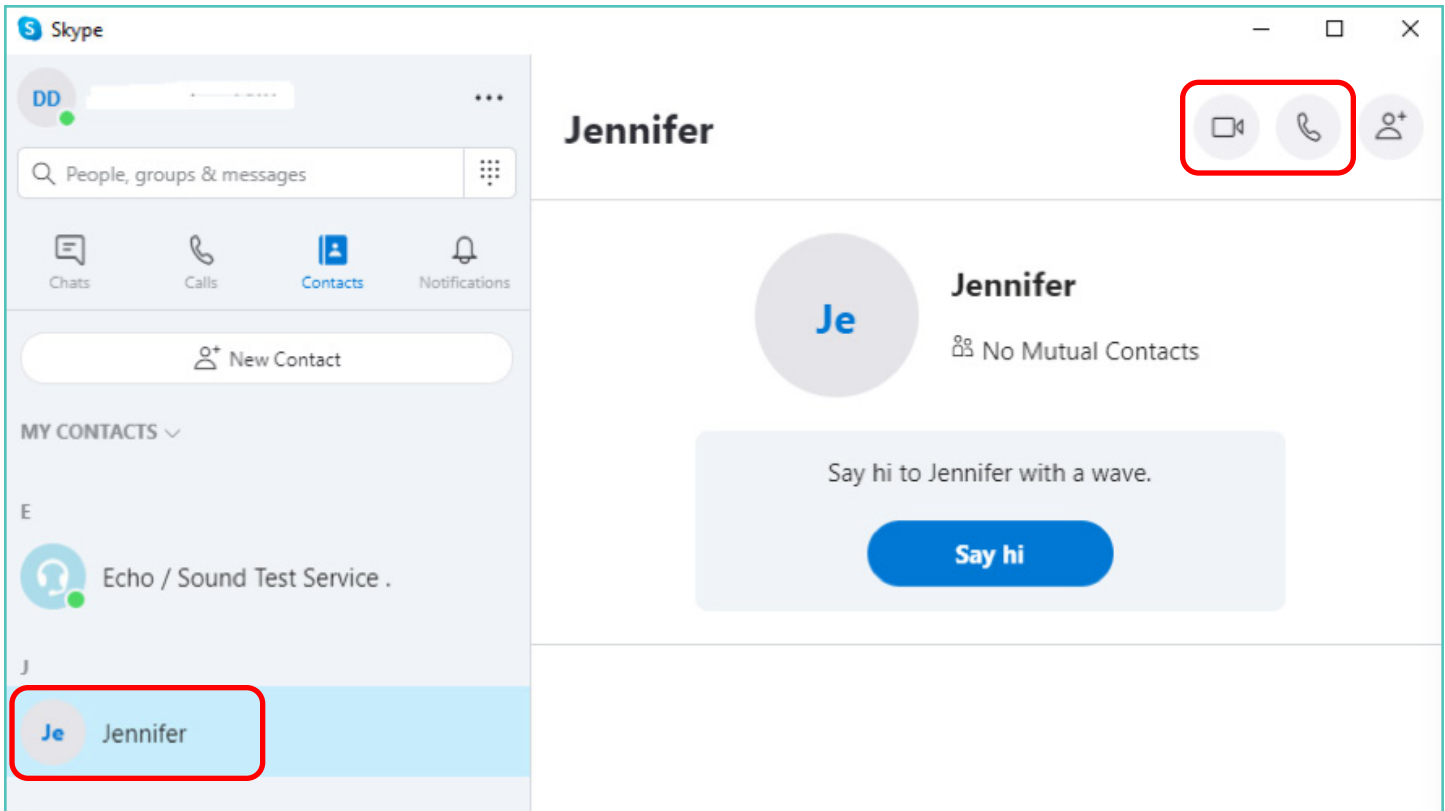 Skype
DD
People, groups & messages
Chats
Calls
Contacts
Notifications
New Contact
MY CONTACTS
E
Echo / Sound Test Service .
J
Je
Jennifer
Jennifer
Je
Jennifer
No Mutual Contacts
Say hi to Jennifer with a wave.
Say hi